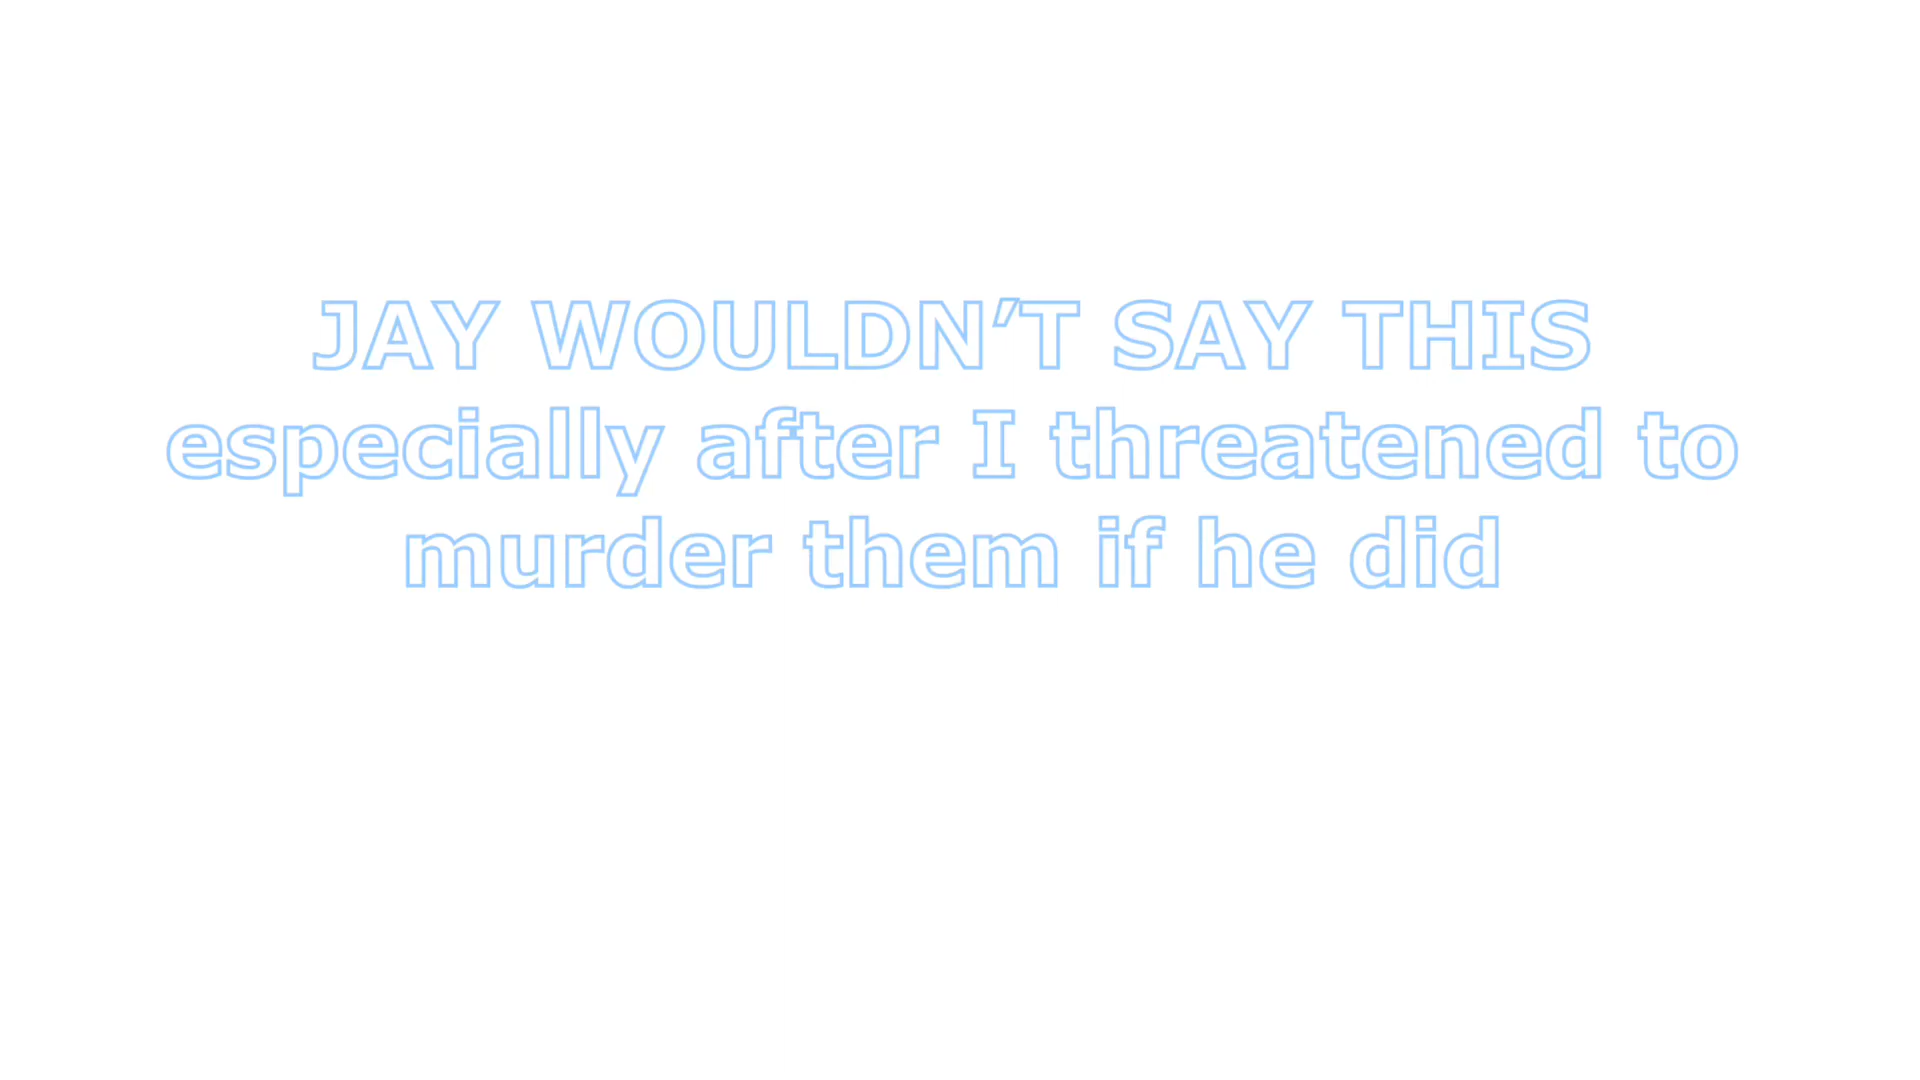 JAY WOULDN’T SAY THIS
especially after I threatened to
murder them if he did